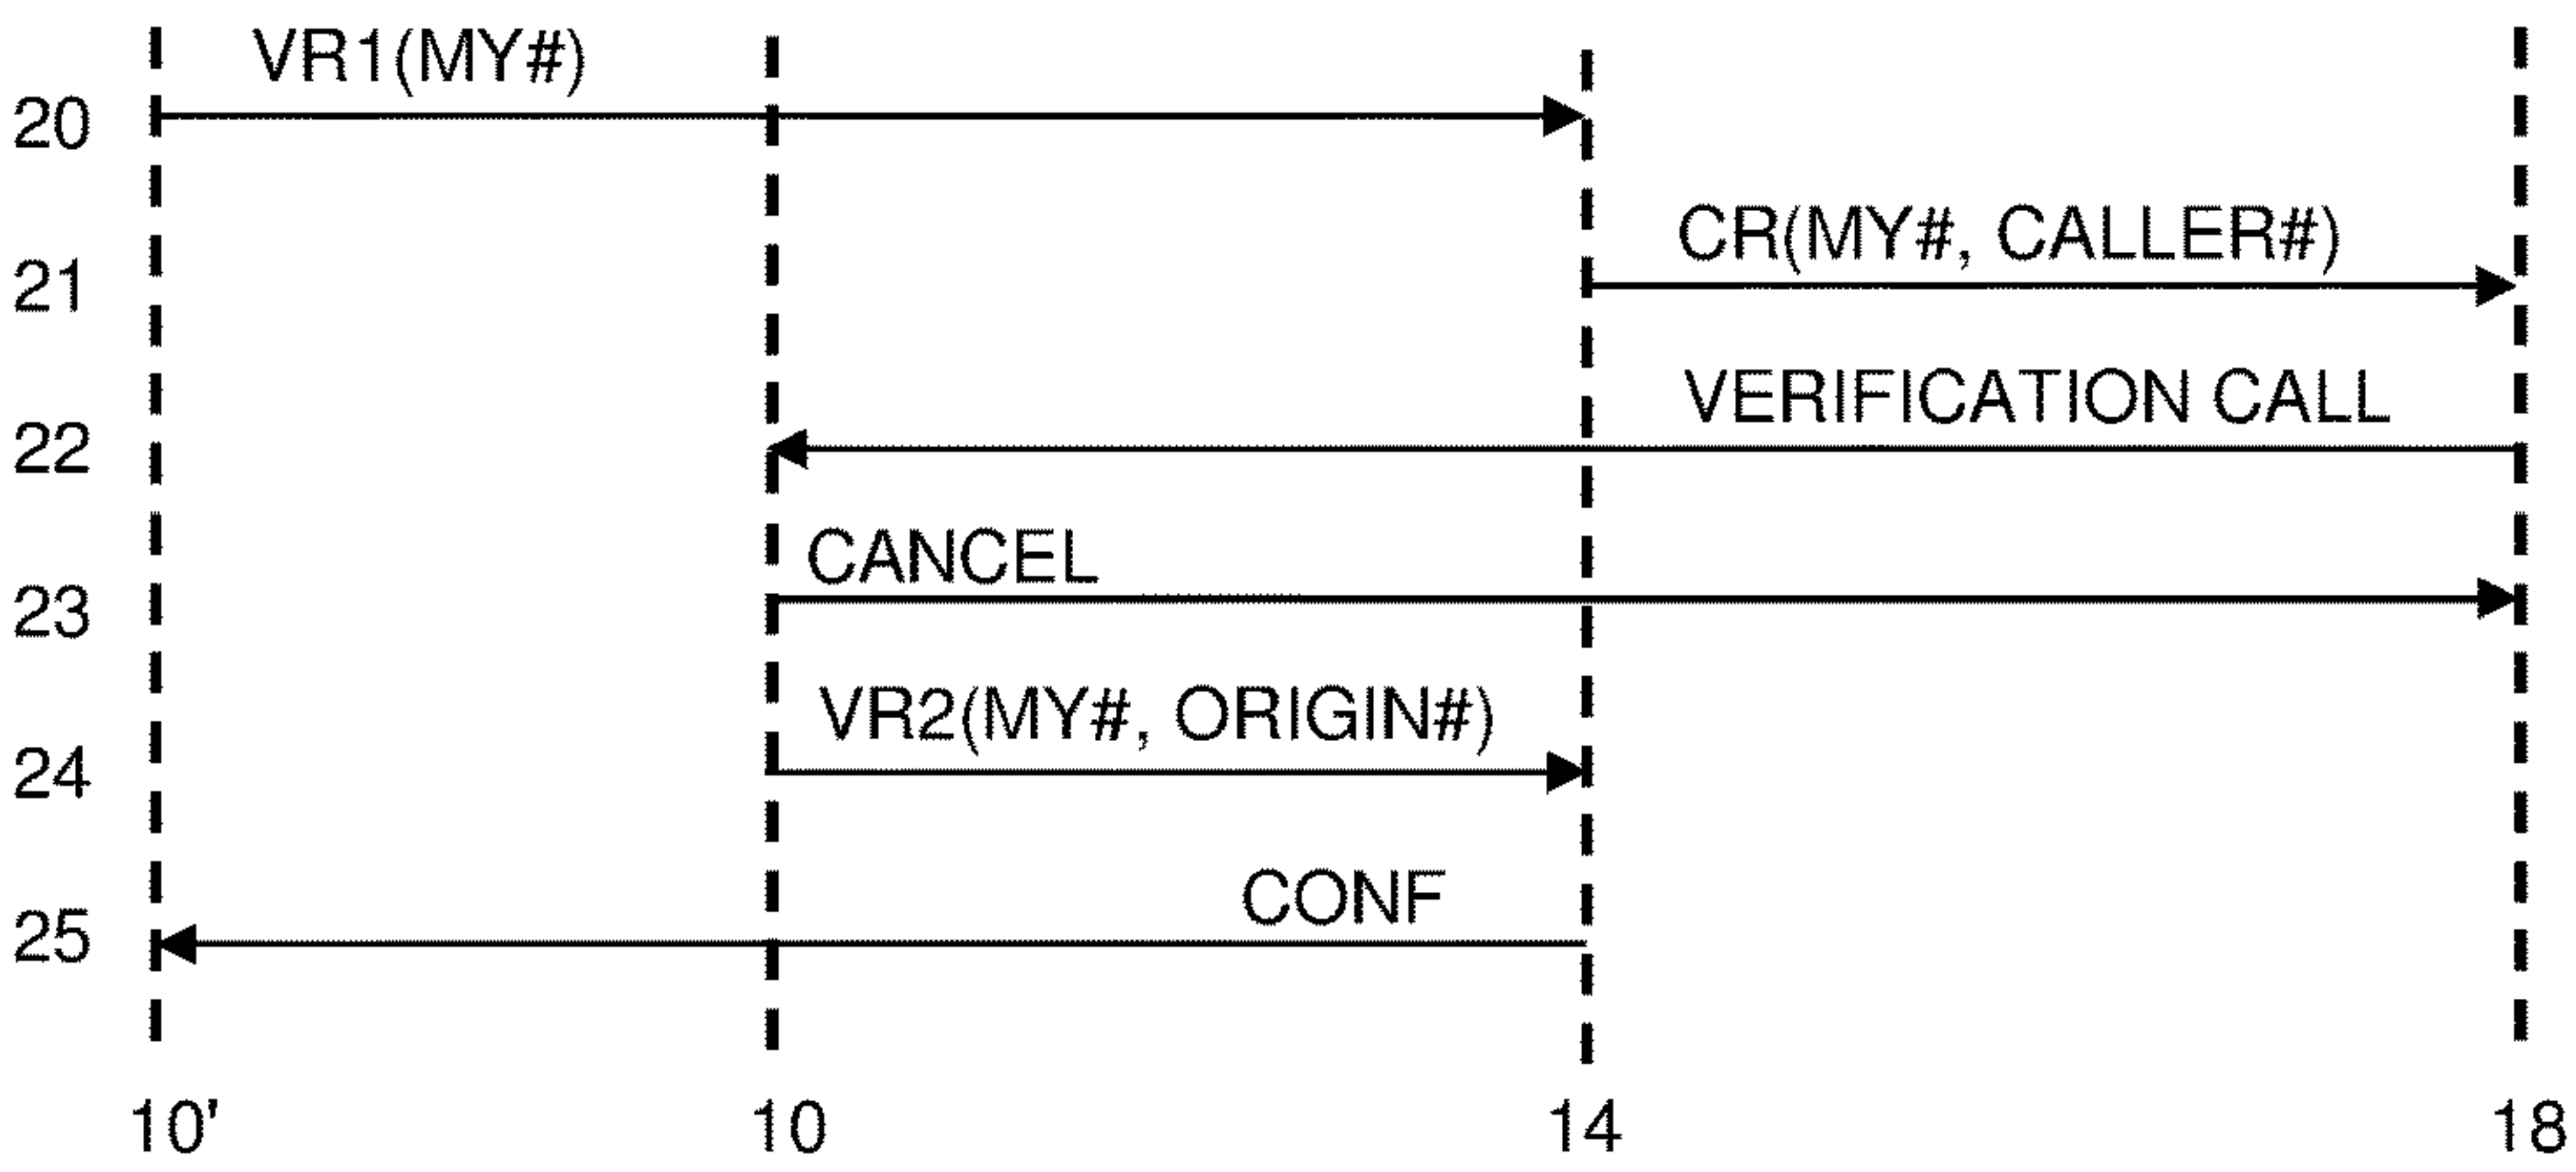 VR1(MY#)
20
CR(MY#, CALLER#)
21
VERIFICATION CALL
22
CANCEL
23
VR2(MY#, ORIGIN#)
24
CONF
25
10' 10 14 18